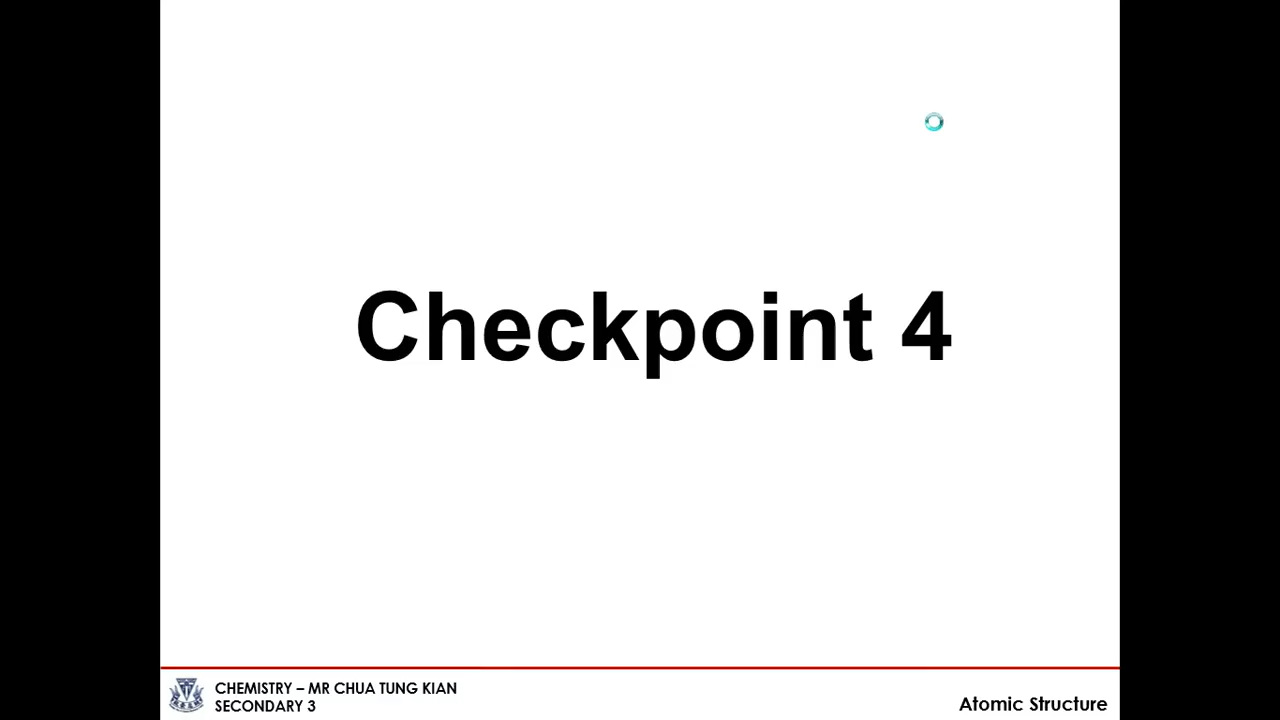 Checkpoint 4
CHEMISTRY – MR CHUA TUNG KIAN
SECONDARY 3
Atomic Structure